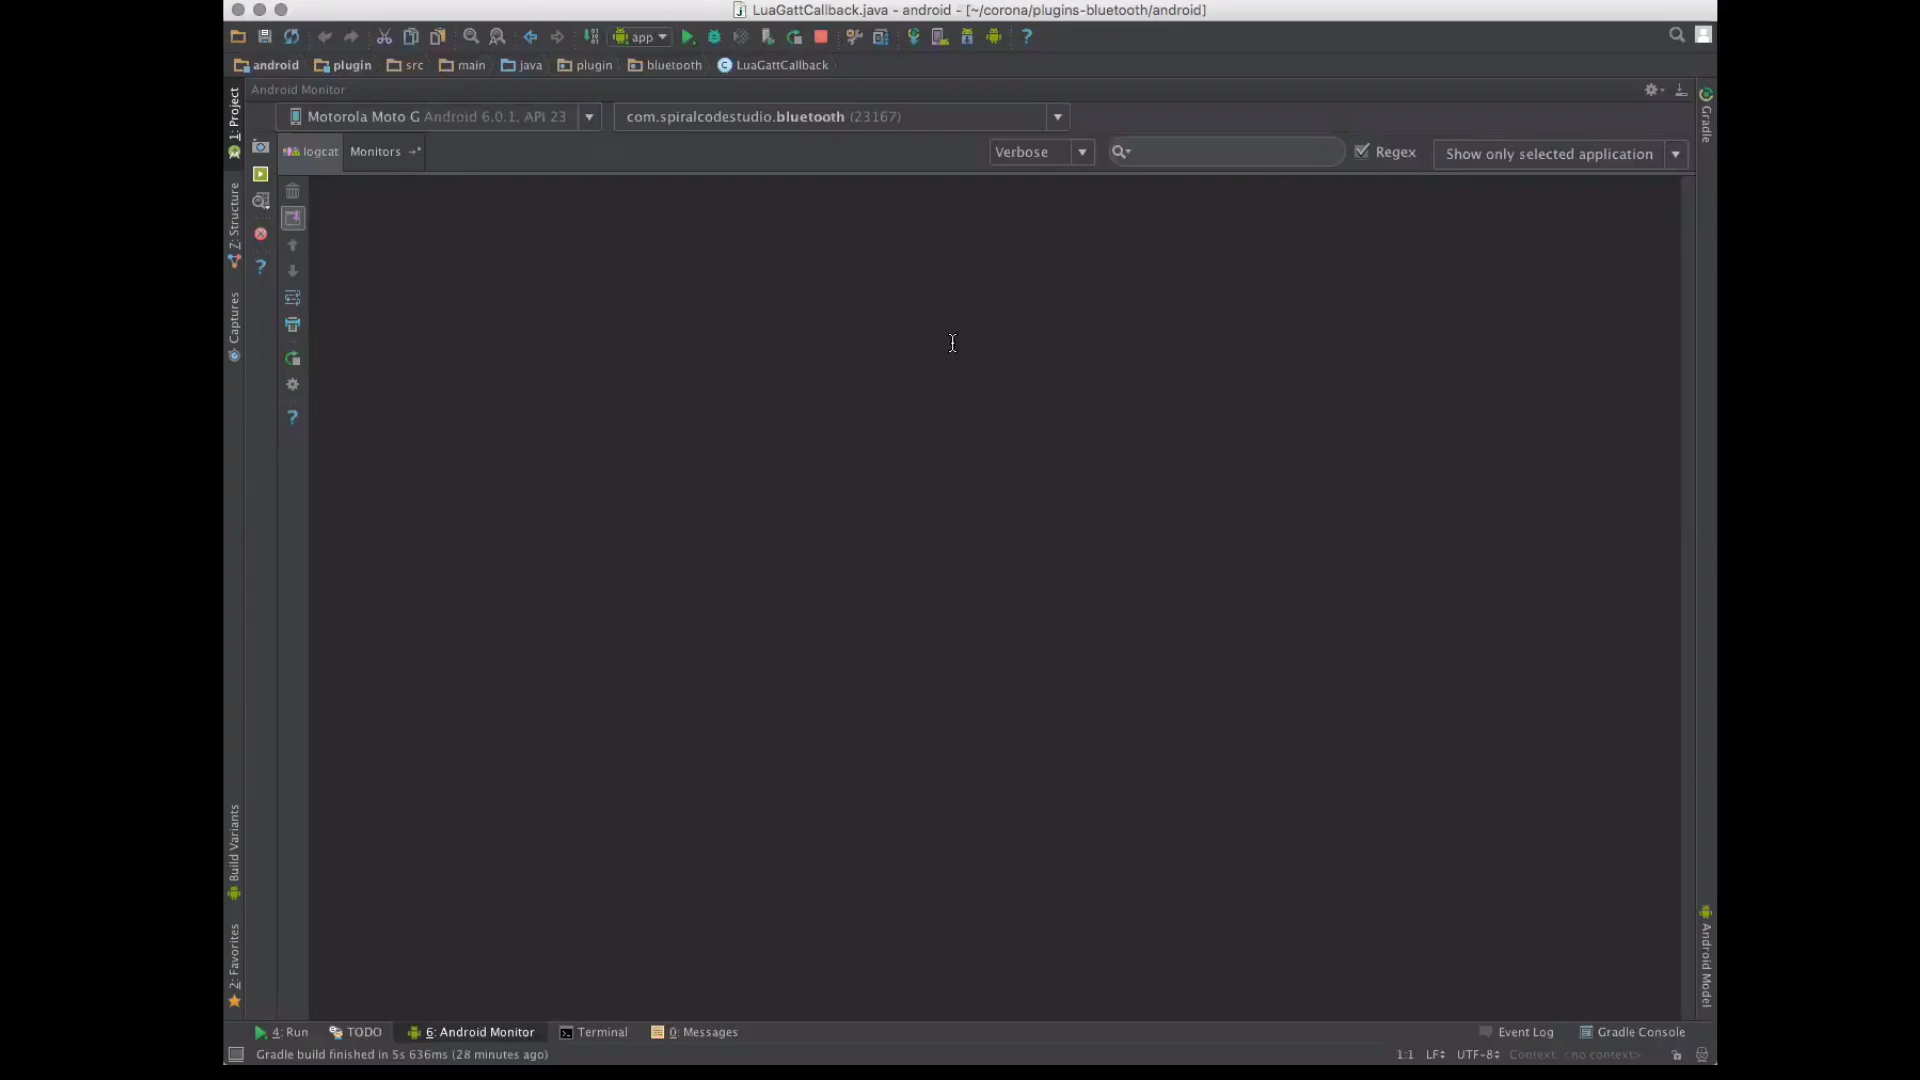 LuaGattCallback.java - android - [~/corona/plugins-bluetooth/android]
app
?
android plugin src main java plugin bluetooth LuaGattCallback
Android Monitor
Motorola Moto G Android 6.0.1, API 23
com.spiralcodestudio.bluetooth (23167)
logcat Monitors
Verbose
Regex
Show only selected application
1: Project
Z: Structure
Captures
Build Variants
2: Favorites
Gradle
Android Model
?
?
4: Run TODO 6: Android Monitor Terminal 0: Messages Event Log Gradle Console
Gradle build finished in 5s 636ms (28 minutes ago) 1:1 LF UTF-8 Context: <no context>